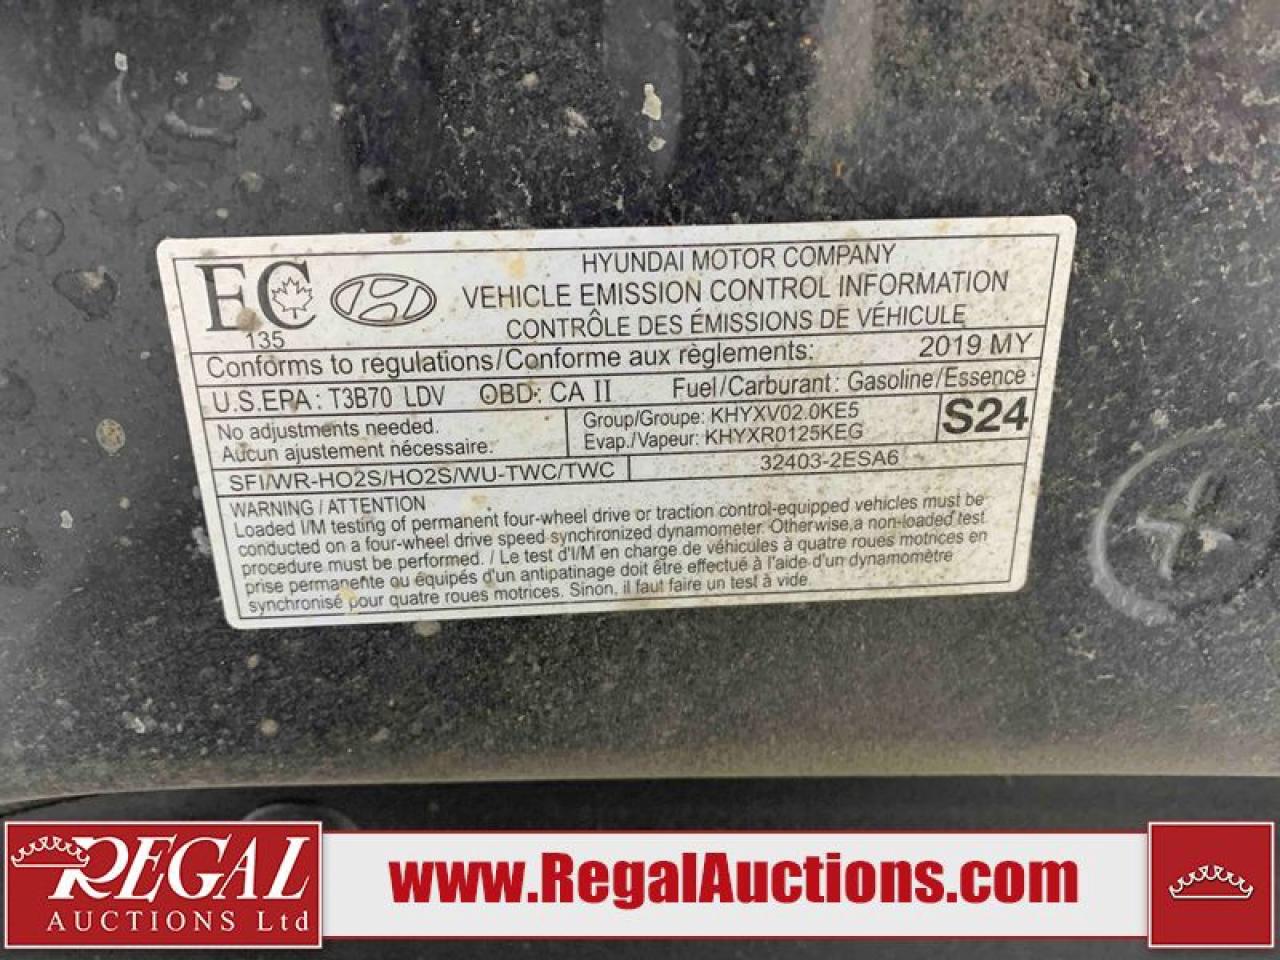 EC
135
HYUNDAI MOTOR COMPANY
VEHICLE EMISSION CONTROL INFORMATION
CONTRÔLE DES ÉMISSIONS DE VÉHICULE
Conforms to regulations/Conforme aux règlements: 2019 MY
U.S.EPA: T3B70 LDV OBD: CA II Fuel/Carburant: Gasoline/Essence
No adjustments needed.
Aucun ajustement nécessaire.
Group/Groupe: KHYXV02.0KE5
Evap./Vapeur: KHYXR0125KEG
S24
SFI/WR-HO2S/HO2S/WU-TWC/TWC 32403-2ESA6
WARNING / ATTENTION
Loaded I/M testing of permanent four-wheel drive or traction control-equipped vehicles must be
conducted on a four-wheel drive speed synchronized dynamometer. Otherwise,a non-loaded test
procedure must be performed. / Le test d'I/M en charge de véhicules à quatre roues motrices en
prise permanente ou équipés d'un antipatinage doit être effectué à l'aide d'un dynamomètre
synchronisé pour quatre roues motrices. Sinon, il faut faire un test à vide.
REGAL
AUCTIONS Ltd
www.RegalAuctions.com